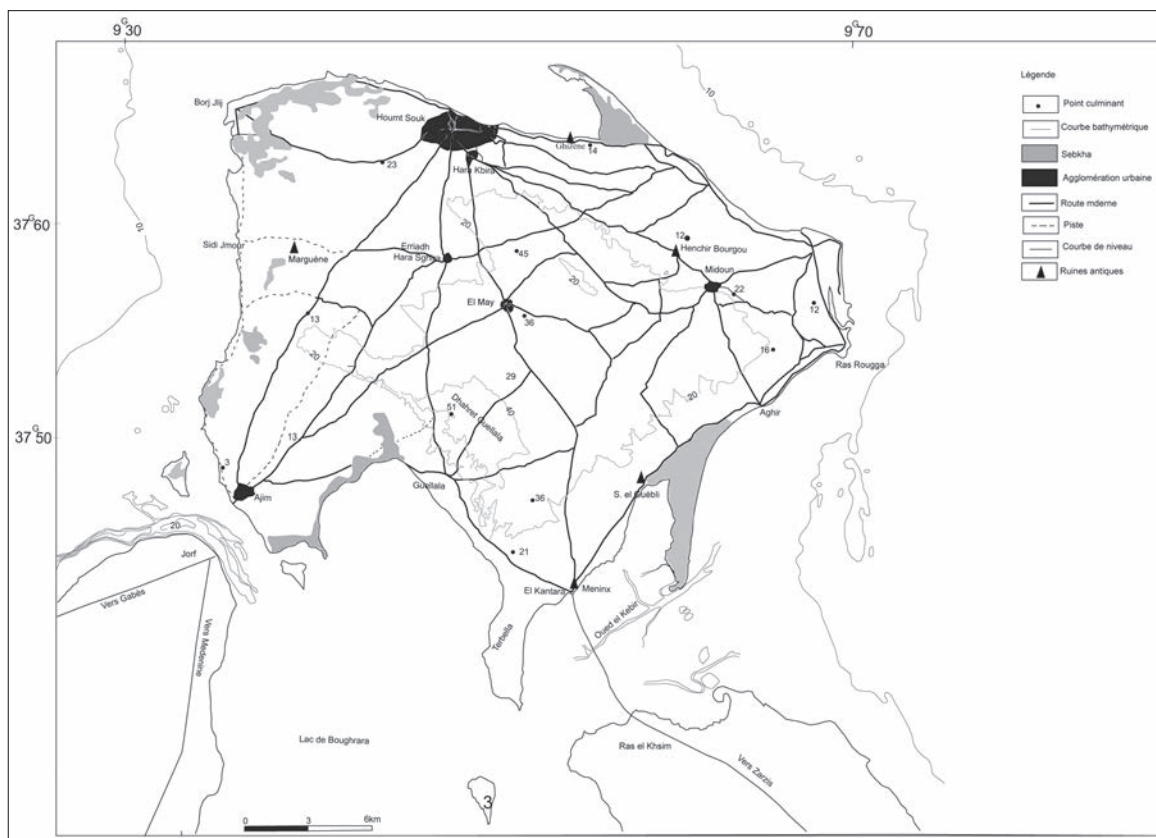 9 G 30
9 G 70
Légende
Point culminant
Courbe bathymétrique
Sebkha
Agglomération urbaine
Route mderne
Piste
Courbe de niveau
Ruines antiques
Borj Jlij
Houmt Souk
Ghizène
14
10
23
Hara Kbira
37 G 60
10
20
12
Sidi Jmour
Marguène
Erriadh
Hara Sghira
45
Henchir Bourgou
20
Midoun
El May
22
13
36
12
20
16
Ras Rougga
29
20
40
Dhahret Guellala
51
Aghir
37 G 50
13
3
Guellala
S. el Guébli
Ajim
36
20
21
Jorf
El Kantara
Meninx
Vers Gabès
Oued el Kebir
Terbella
Vers Médenine
Lac de Boughrara
Ras el Khsim
Vers Zarzis
3
0 3 6km